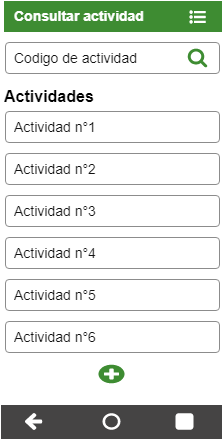 Consultar actividad
Codigo de actividad
Actividades
Actividad n°1
Actividad n°2
Actividad n°3
Actividad n°4
Actividad n°5
Actividad n°6